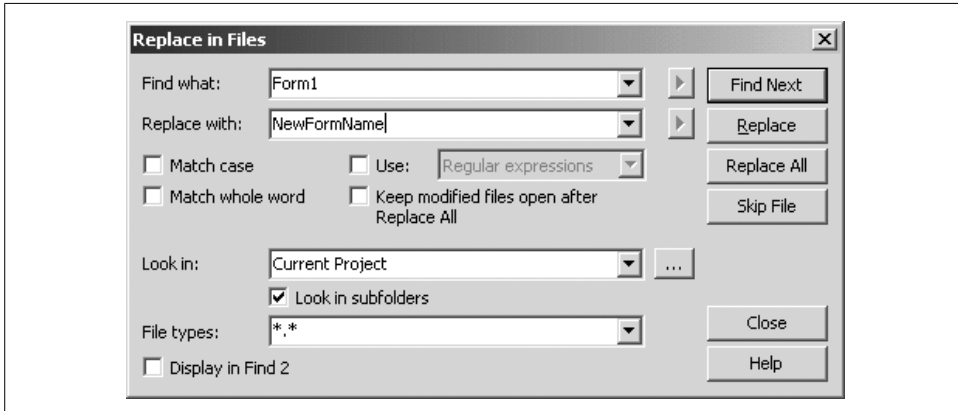 Replace in Files
Find what: Form1 Find Next
Replace with: NewFormName Replace
Match case Use: Regular expressions Replace All
Match whole word Keep modified files open after
Replace All Skip File
Look in: Current Project ...
Look in subfolders
File types: *.* Close
Display in Find 2 Help